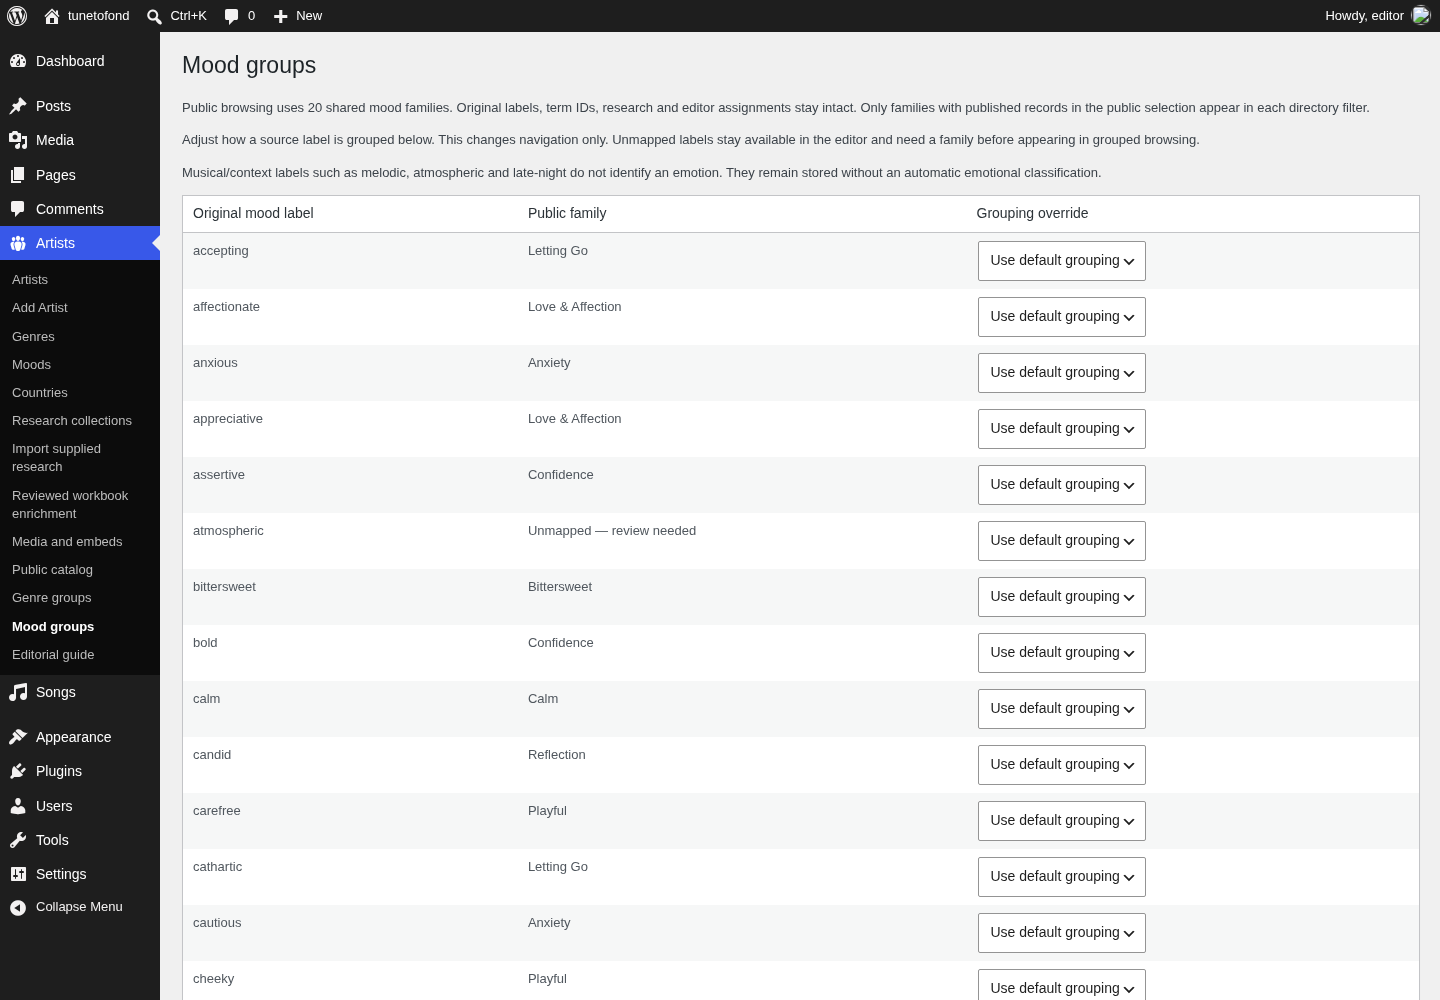 tunetofond
Ctrl+K
0
New
Howdy, editor
Dashboard
Posts
Media
Pages
Comments
Artists
Artists
Add Artist
Genres
Moods
Countries
Research collections
Import supplied
research
Reviewed workbook
enrichment
Media and embeds
Public catalog
Genre groups
Mood groups
Editorial guide
Songs
Appearance
Plugins
Users
Tools
Settings
Collapse Menu
Mood groups
Public browsing uses 20 shared mood families. Original labels, term IDs, research and editor assignments stay intact. Only families with published records in the public selection appear in each directory filter.
Adjust how a source label is grouped below. This changes navigation only. Unmapped labels stay available in the editor and need a family before appearing in grouped browsing.
Musical/context labels such as melodic, atmospheric and late-night do not identify an emotion. They remain stored without an automatic emotional classification.
Original mood label Public family Grouping override
accepting Letting Go Use default grouping
affectionate Love & Affection Use default grouping
anxious Anxiety Use default grouping
appreciative Love & Affection Use default grouping
assertive Confidence Use default grouping
atmospheric Unmapped — review needed Use default grouping
bittersweet Bittersweet Use default grouping
bold Confidence Use default grouping
calm Calm Use default grouping
candid Reflection Use default grouping
carefree Playful Use default grouping
cathartic Letting Go Use default grouping
cautious Anxiety Use default grouping
cheeky Playful Use default grouping